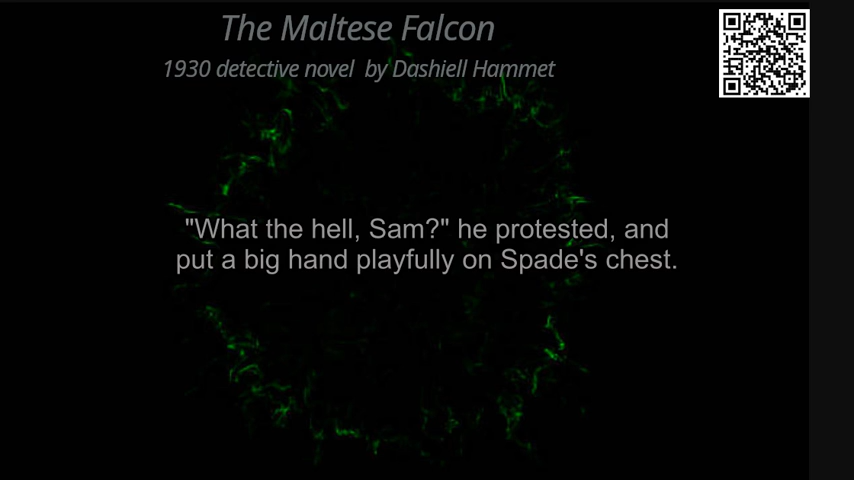 The Maltese Falcon
1930 detective novel by Dashiell Hammet
"What the hell, Sam?" he protested, and
put a big hand playfully on Spade's chest.